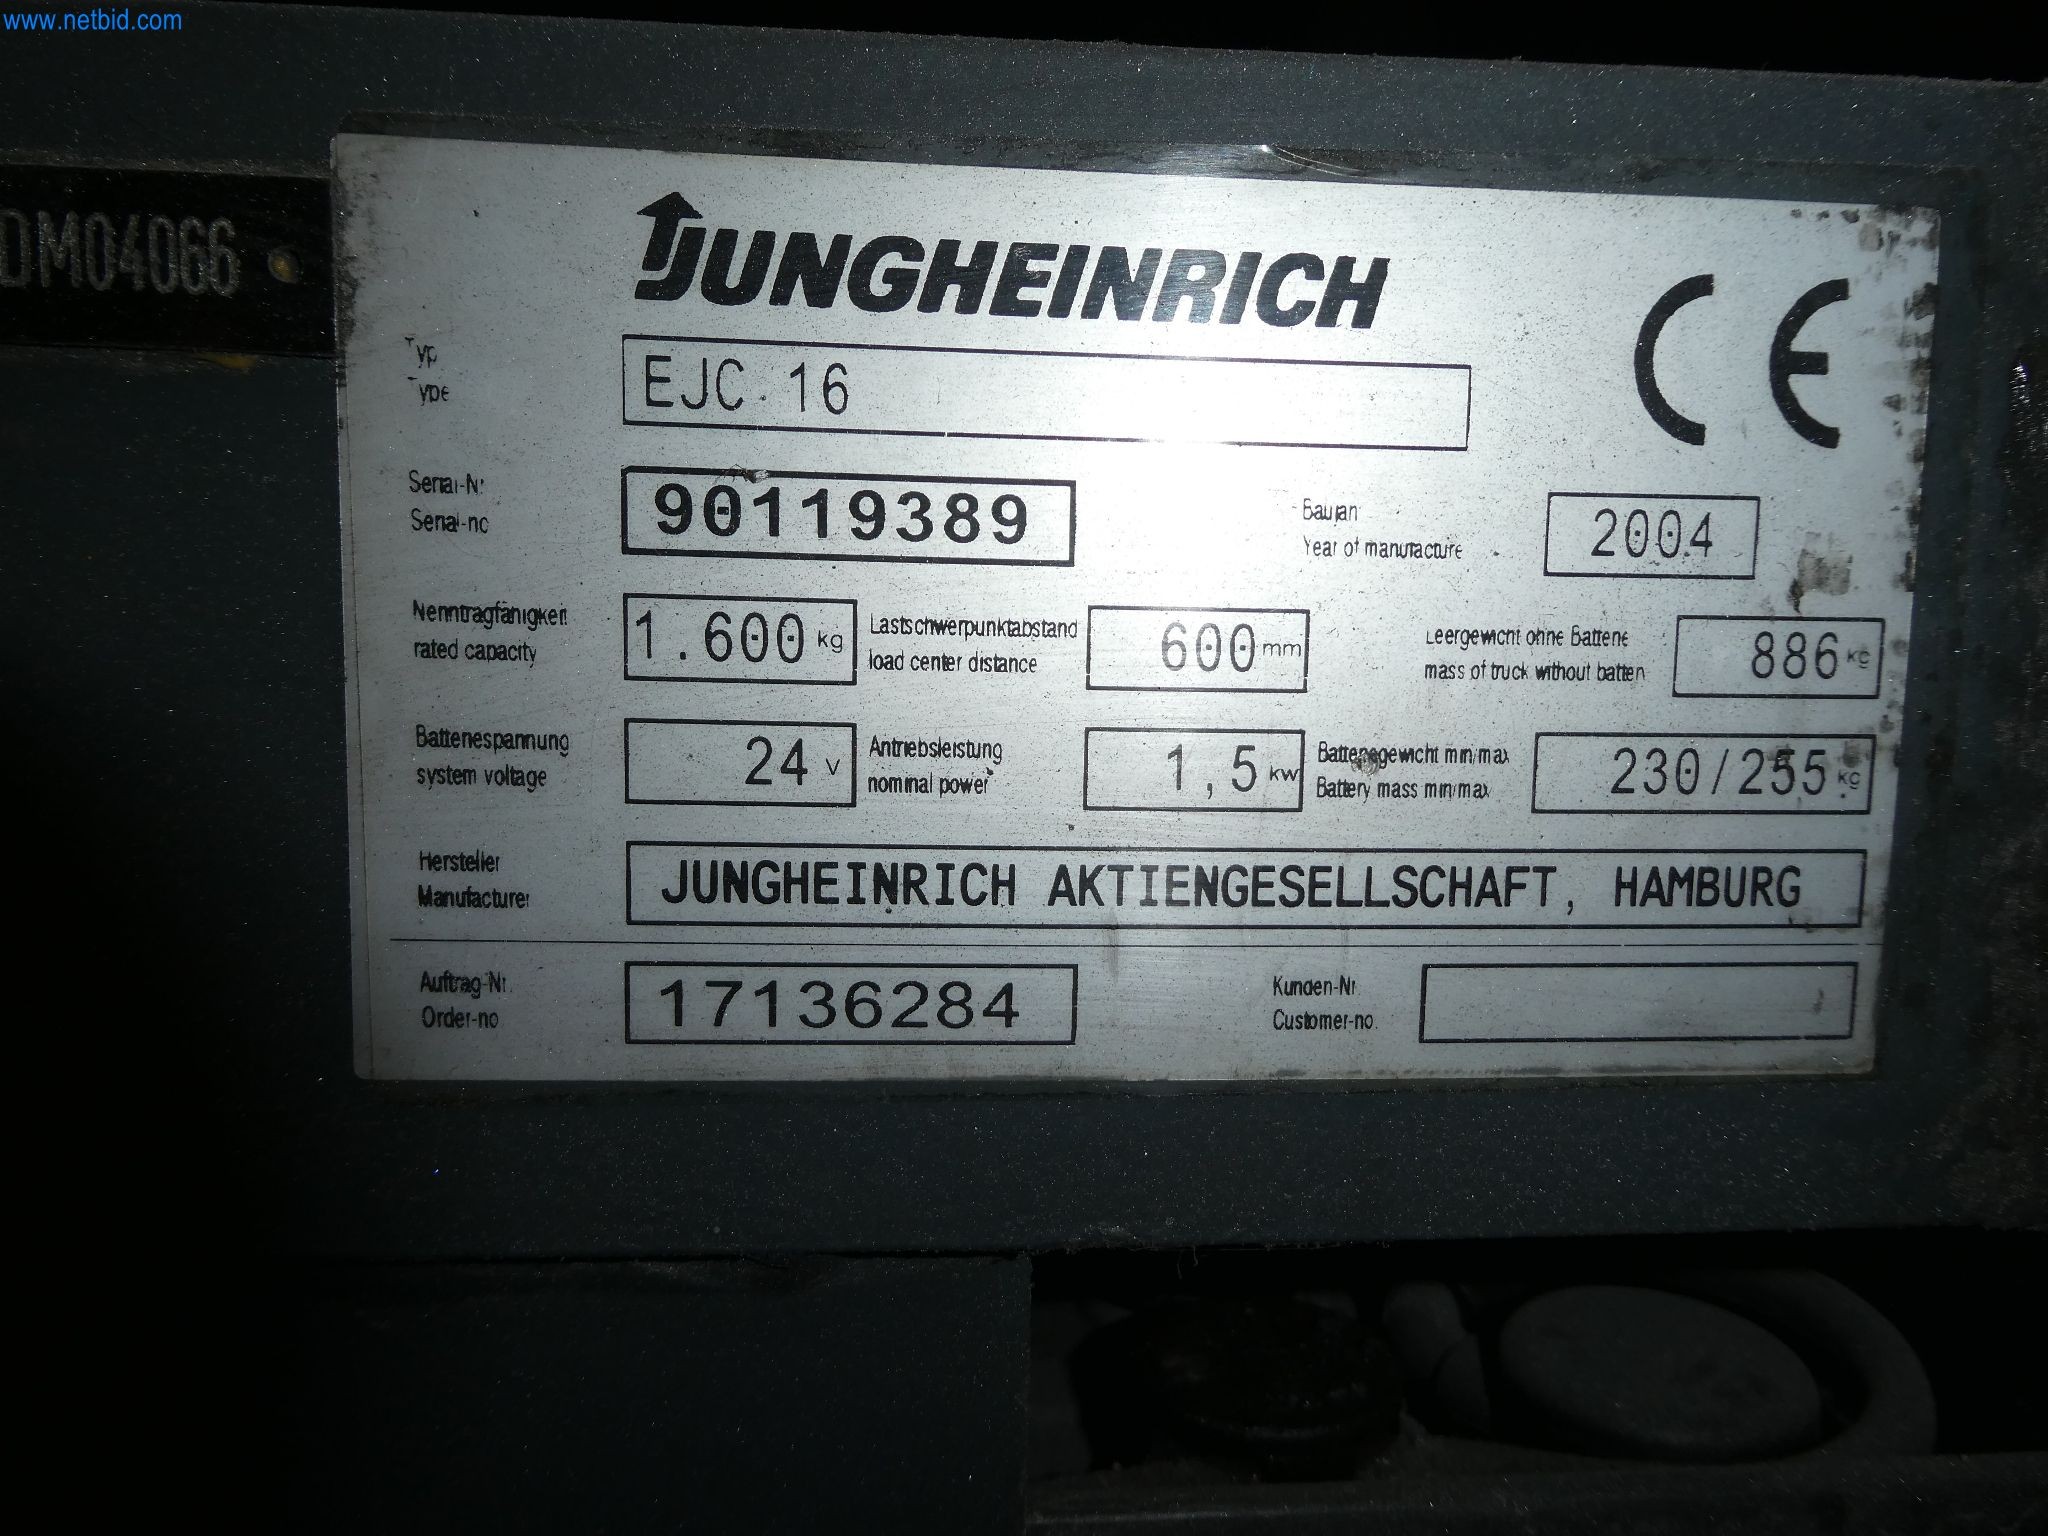 www.netbid.com
DM04066
JUNGHEINRICH
CE
Typ
Type
EJC 16
Serial-Nr.
Serial-no
90119389
Baujahr
Year of manufacture
2004
Nenntragfähigkeit
rated capacity
1.600 kg
Lastschwerpunktabstand
load center distance
600 mm
Leergewicht ohne Batterie
mass of truck without batterie
886 kg
Batteriespannung
system voltage
24 V
Antriebsleistung
nominal power
1,5 kw
Batteriegewicht min/max
Battery mass min/max
230/255 kg
Hersteller
Manufacturer
JUNGHEINRICH AKTIENGESELLSCHAFT, HAMBURG
Auftrag-Nr.
Order-no
17136284
Kunden-Nr.
Customer-no.